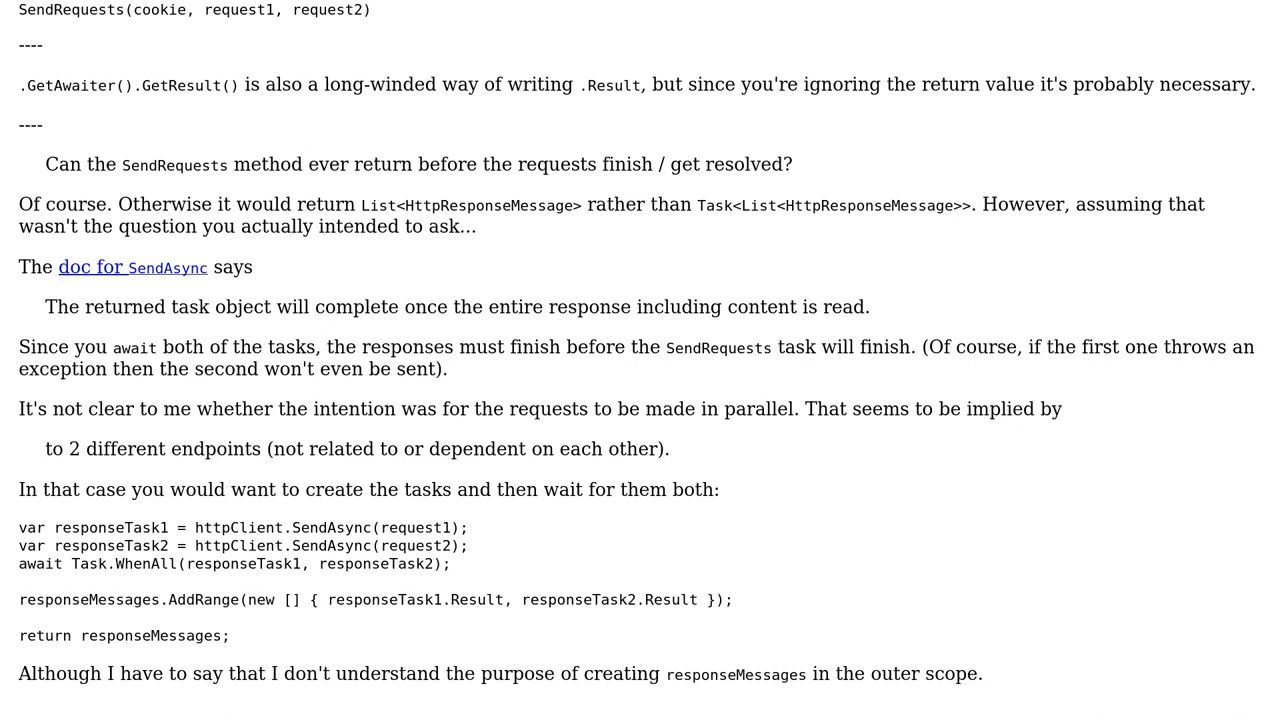 SendRequests(cookie, request1, request2)
----
.GetAwaiter().GetResult() is also a long-winded way of writing .Result, but since you're ignoring the return value it's probably necessary.
----
Can the SendRequests method ever return before the requests finish / get resolved?
Of course. Otherwise it would return List<HttpResponseMessage> rather than Task<List<HttpResponseMessage>>. However, assuming that
wasn't the question you actually intended to ask...
The doc for SendAsync says
The returned task object will complete once the entire response including content is read.
Since you await both of the tasks, the responses must finish before the SendRequests task will finish. (Of course, if the first one throws an
exception then the second won't even be sent).
It's not clear to me whether the intention was for the requests to be made in parallel. That seems to be implied by
to 2 different endpoints (not related to or dependent on each other).
In that case you would want to create the tasks and then wait for them both:
var responseTask1 = httpClient.SendAsync(request1);
var responseTask2 = httpClient.SendAsync(request2);
await Task.WhenAll(responseTask1, responseTask2);
responseMessages.AddRange(new [] { responseTask1.Result, responseTask2.Result });
return responseMessages;
Although I have to say that I don't understand the purpose of creating responseMessages in the outer scope.